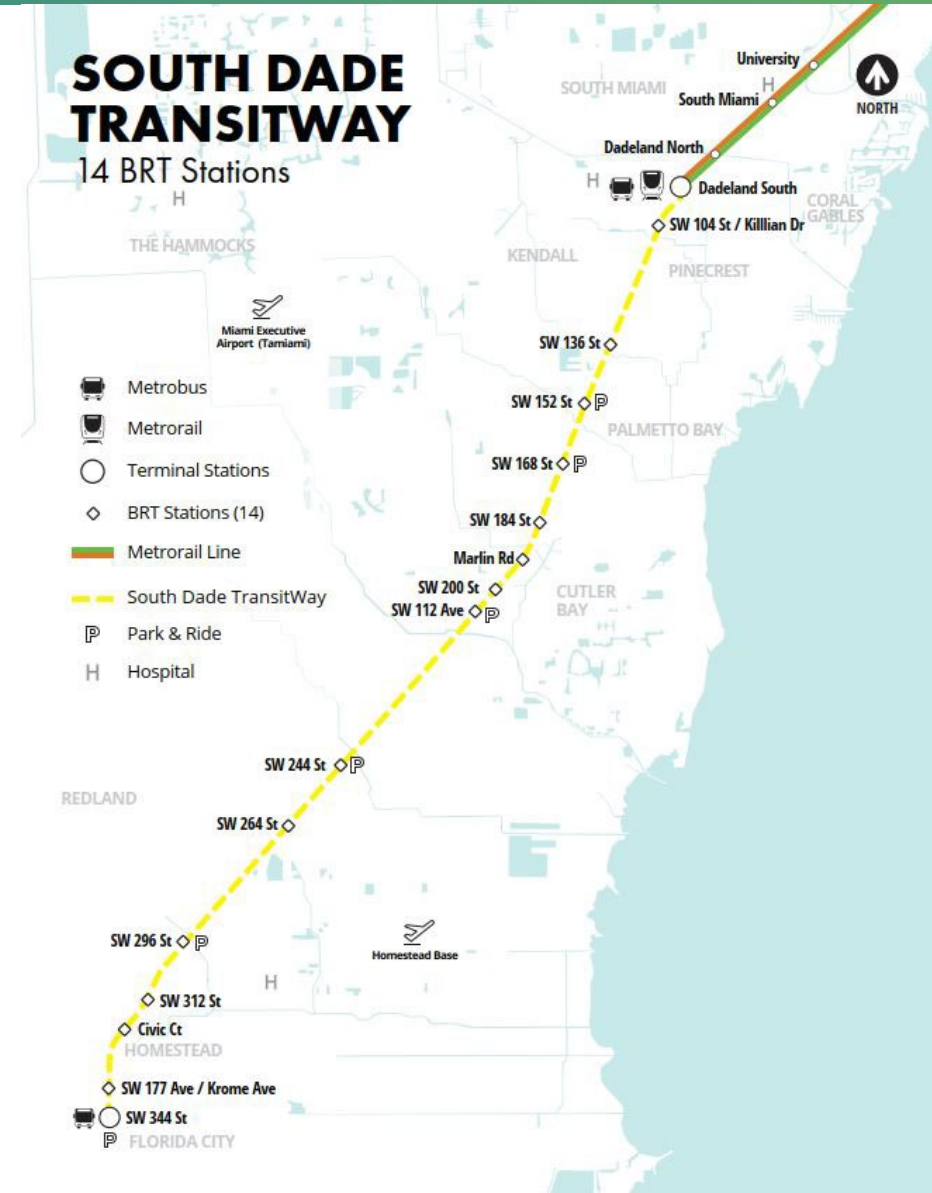 SOUTH DADE
TRANSITWAY
14 BRT Stations
University
SOUTH MIAMI
H
South Miami
NORTH
Dadeland North
H
Dadeland South
H
CORAL
GABLES
SW 104 St / Killlian Dr
THE HAMMOCKS
KENDALL
PINECREST
Miami Executive
Airport (Tamiami)
SW 136 St
Metrobus
SW 152 St P
Metrorail
PALMETTO BAY
Terminal Stations
SW 168 St P
BRT Stations (14)
SW 184 St
Metrorail Line
Marlin Rd
SW 200 St
CUTLER
BAY
South Dade TransitWay
SW 112 Ave P
P Park & Ride
H Hospital
SW 244 St P
REDLAND
SW 264 St
SW 296 St P
Homestead Base
H
SW 312 St
Civic Ct
HOMESTEAD
SW 177 Ave / Krome Ave
SW 344 St
P FLORIDA CITY